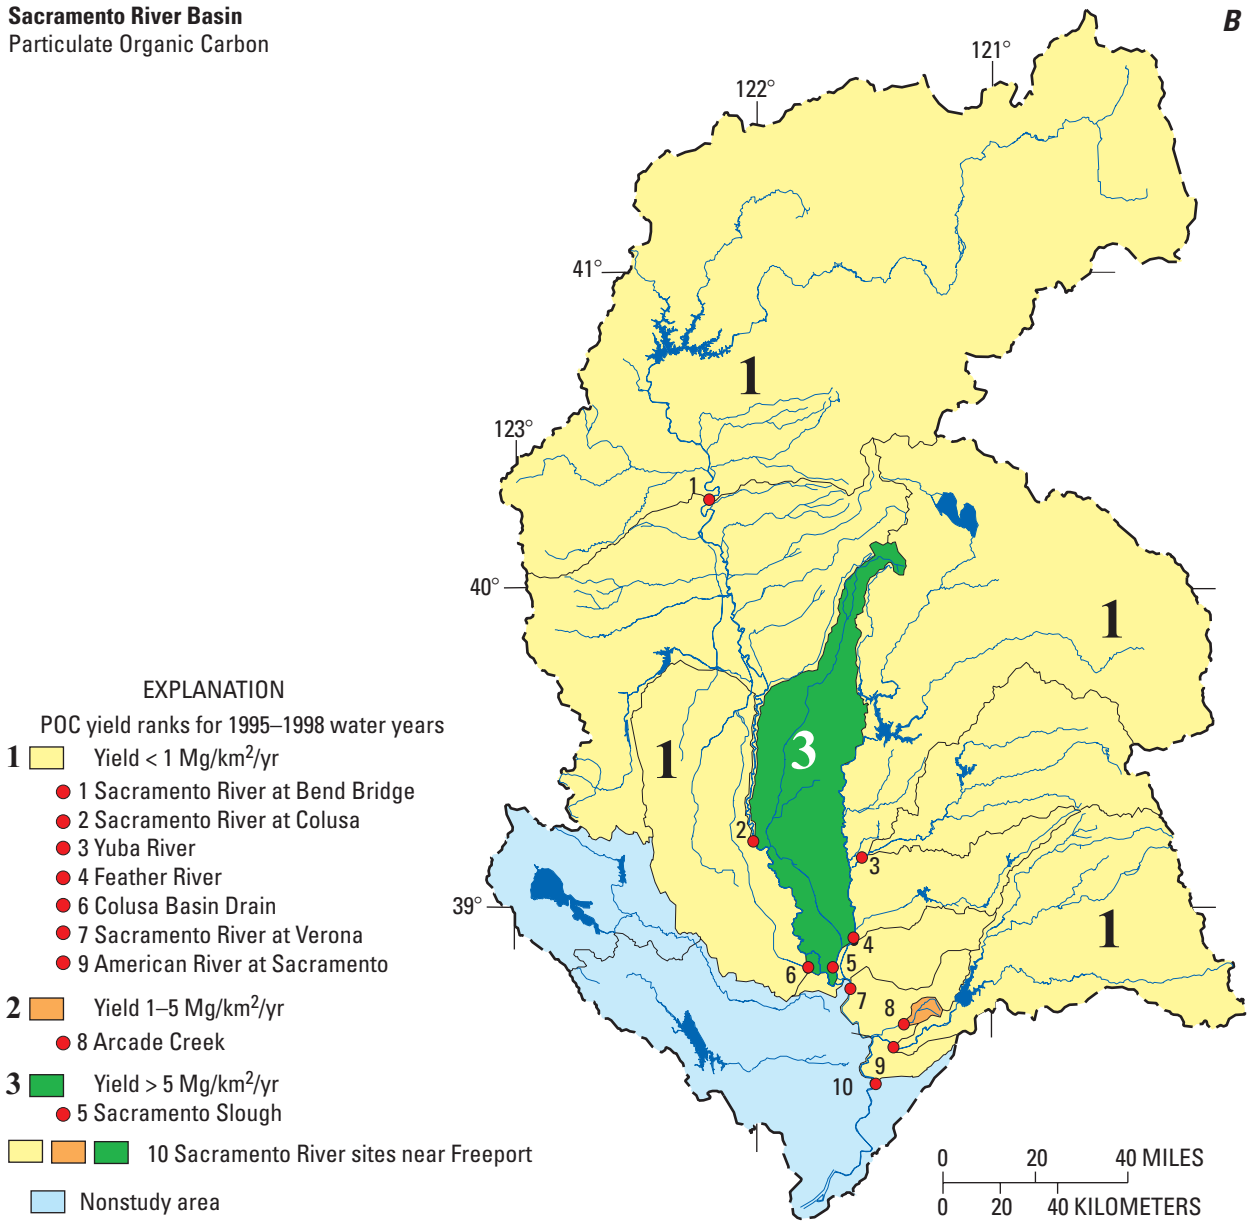 Sacramento River Basin
Particulate Organic Carbon
B
121°
122°
41°
1
123°
1
40°
1
1
3
2
3
39°
1
4
6
5
7
8
9
10
EXPLANATION
POC yield ranks for 1995–1998 water years
1 Yield < 1 Mg/km²/yr
1 Sacramento River at Bend Bridge
2 Sacramento River at Colusa
3 Yuba River
4 Feather River
6 Colusa Basin Drain
7 Sacramento River at Verona
9 American River at Sacramento
2 Yield 1–5 Mg/km²/yr
8 Arcade Creek
3 Yield > 5 Mg/km²/yr
5 Sacramento Slough
10 Sacramento River sites near Freeport
Nonstudy area
0 20 40 MILES
0 20 40 KILOMETERS